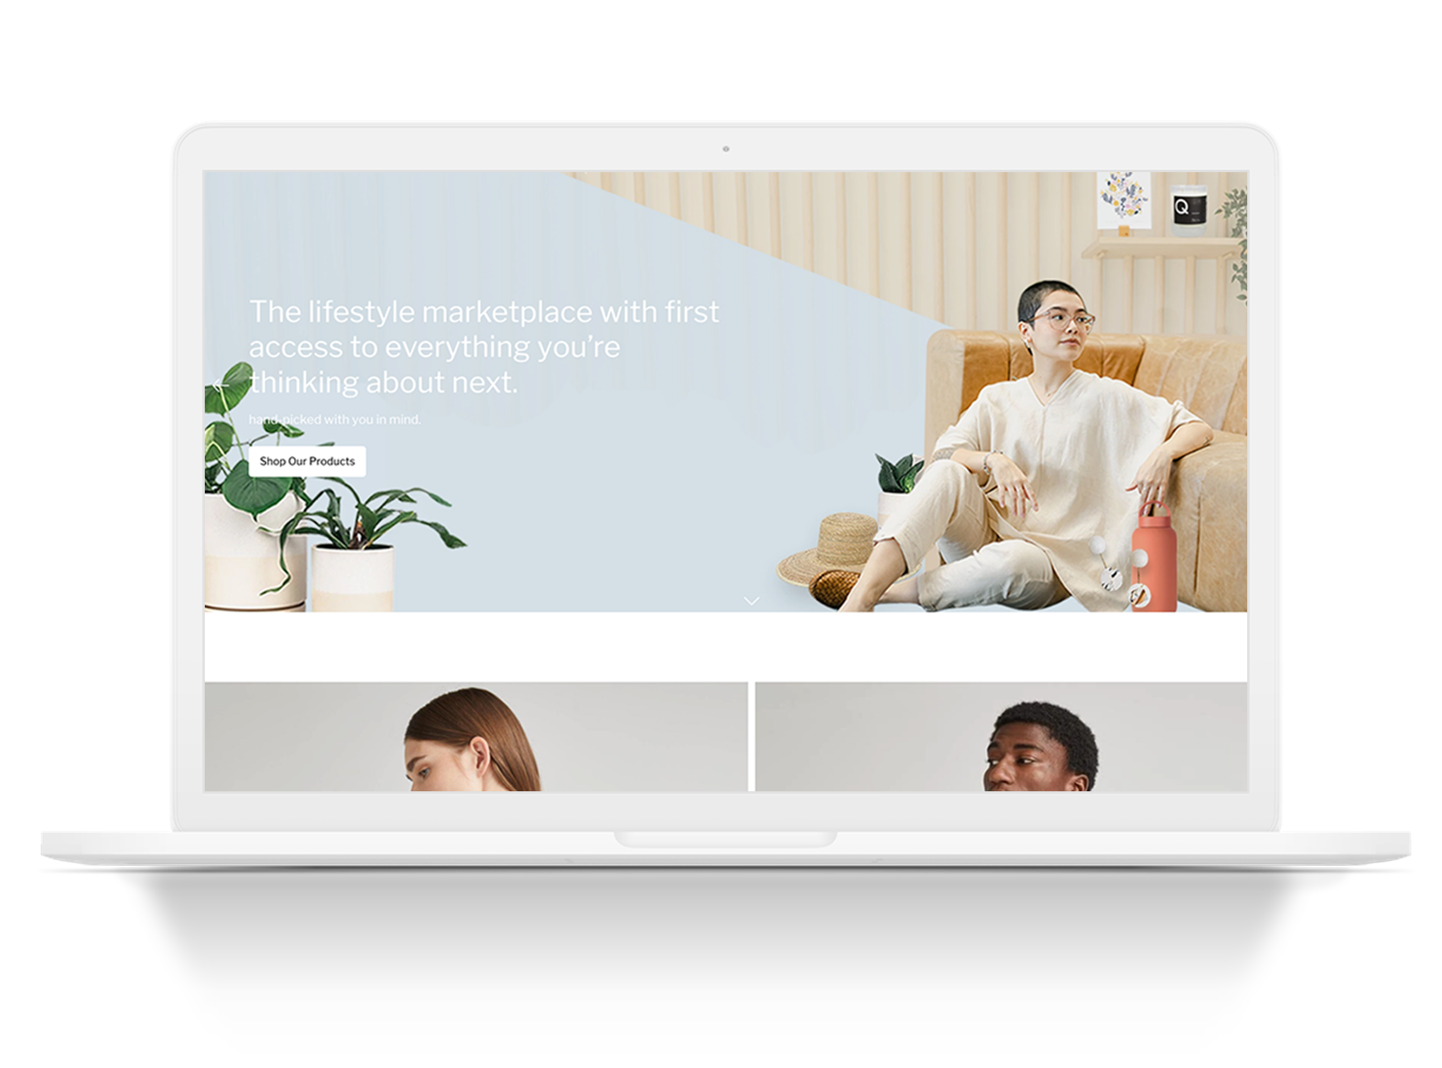 The lifestyle marketplace with first
access to everything you're
thinking about next.
hand-picked with you in mind.
Shop Our Products
Q